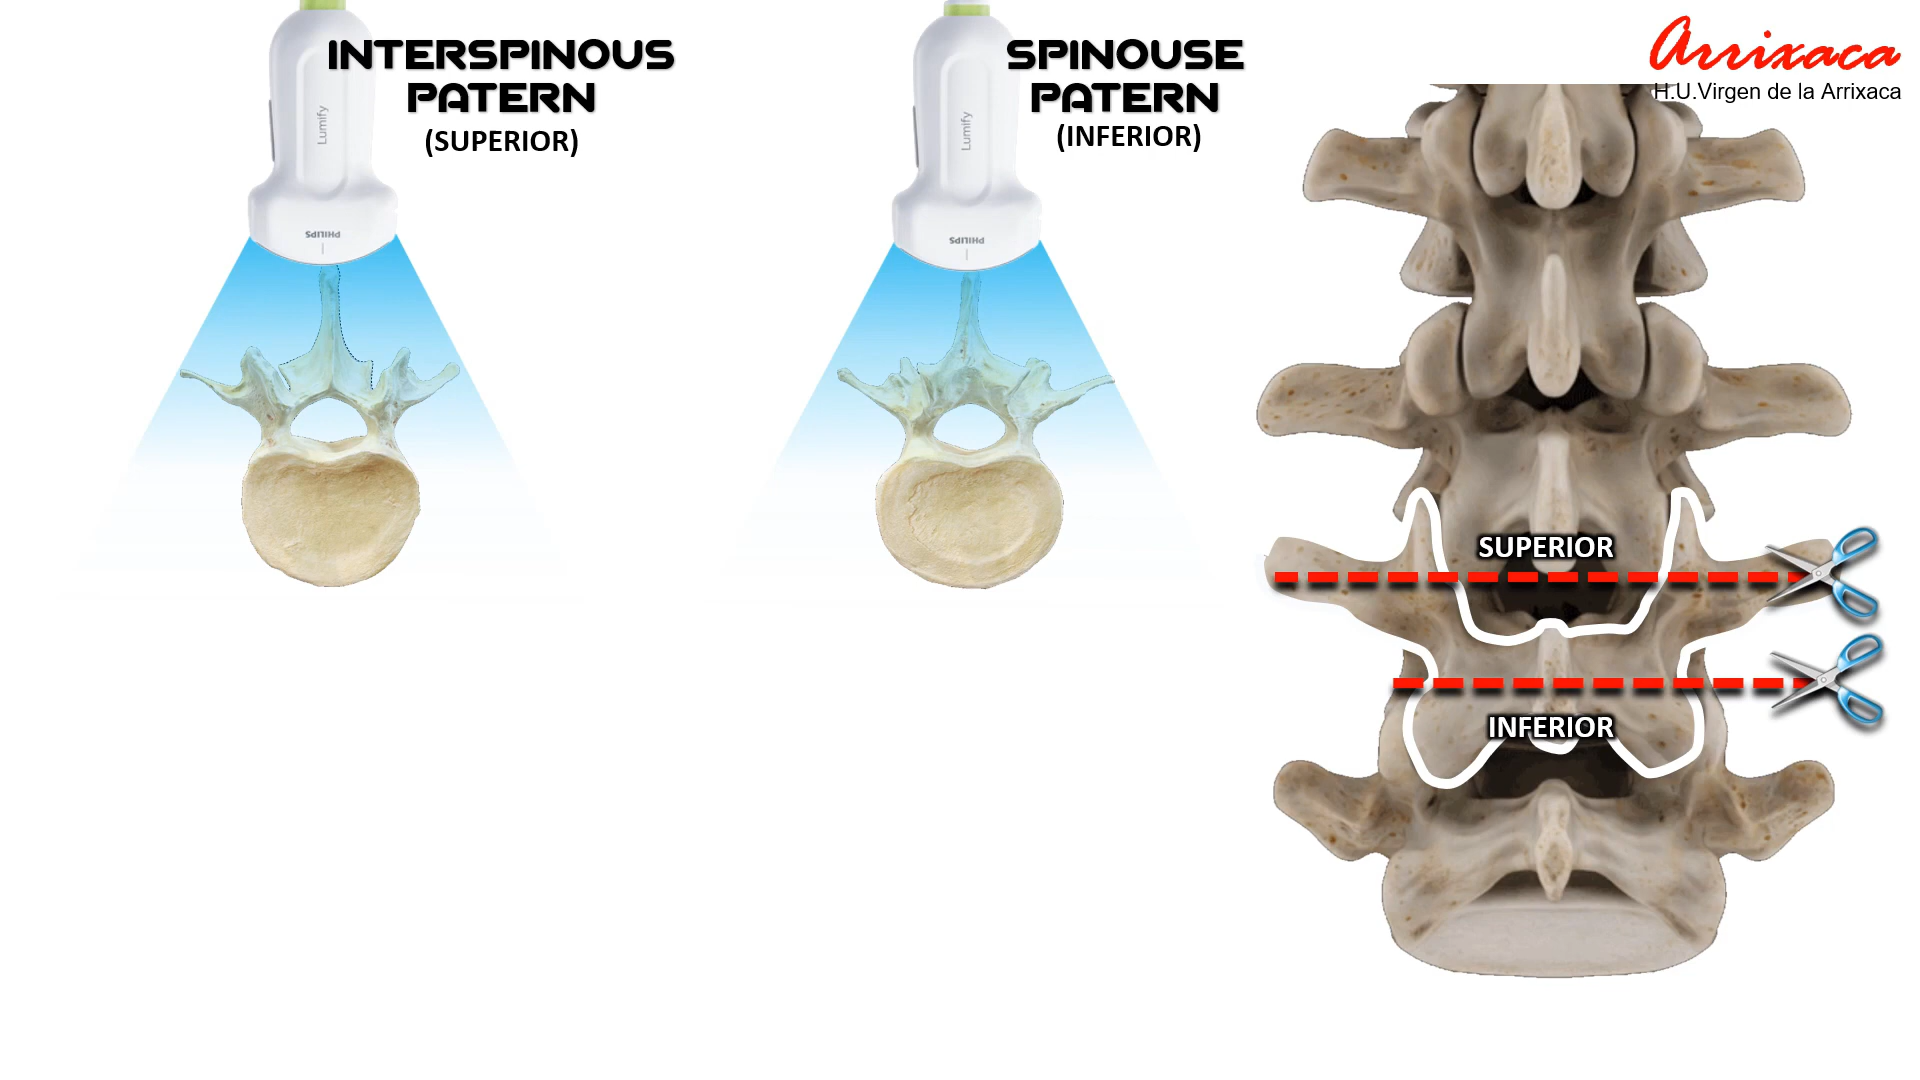 INTERSPINOUS
PATERN
(SUPERIOR)
Lumify
PHILIPS
SPINOUSE
PATERN
(INFERIOR)
Lumify
PHILIPS
Arrixaca
H.U.Virgen de la Arrixaca
SUPERIOR
INFERIOR